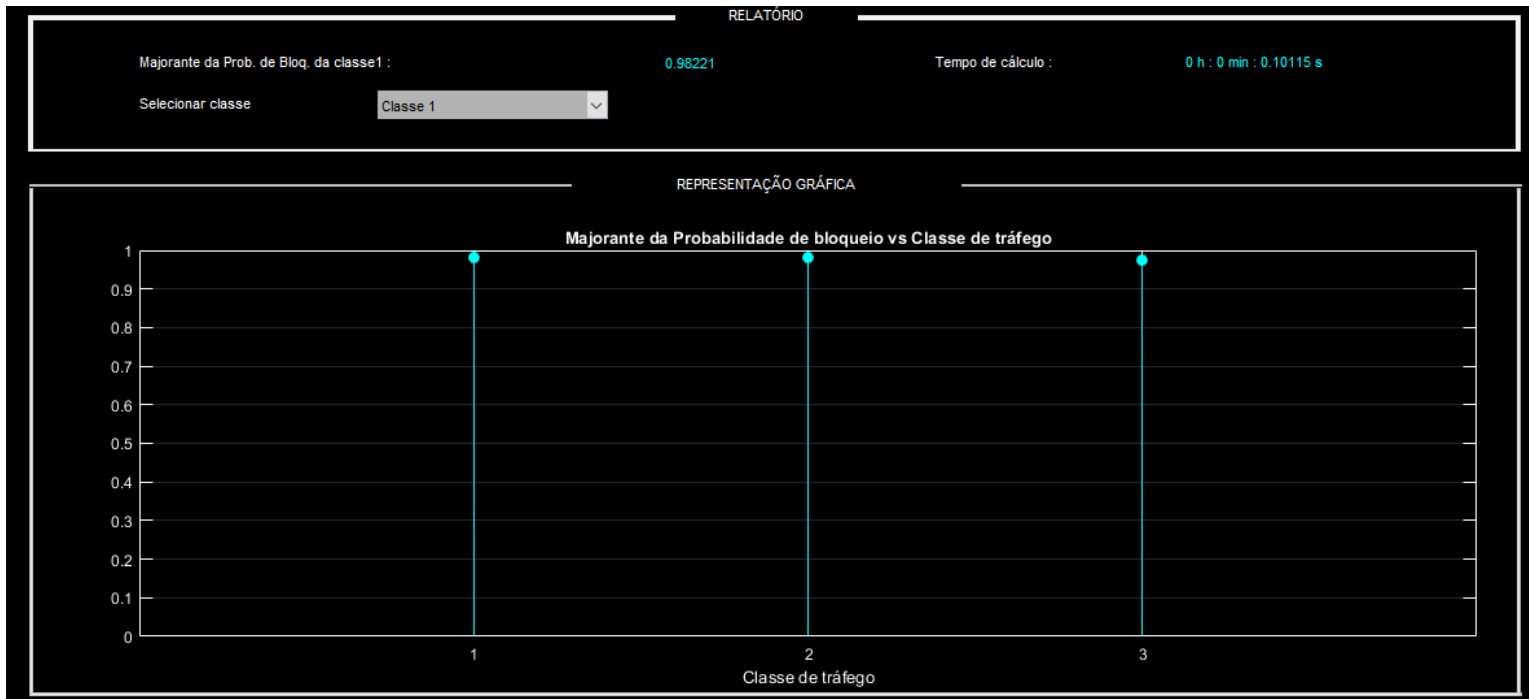 RELATÓRIO
Majorante da Prob. de Bloq. da classe1 : 0.98221 Tempo de cálculo : 0 h : 0 min : 0.10115 s
Selecionar classe Classe 1
REPRESENTAÇÃO GRÁFICA
Majorante da Probabilidade de bloqueio vs Classe de tráfego
1
0.9
0.8
0.7
0.6
0.5
0.4
0.3
0.2
0.1
0
1 2 3
Classe de tráfego